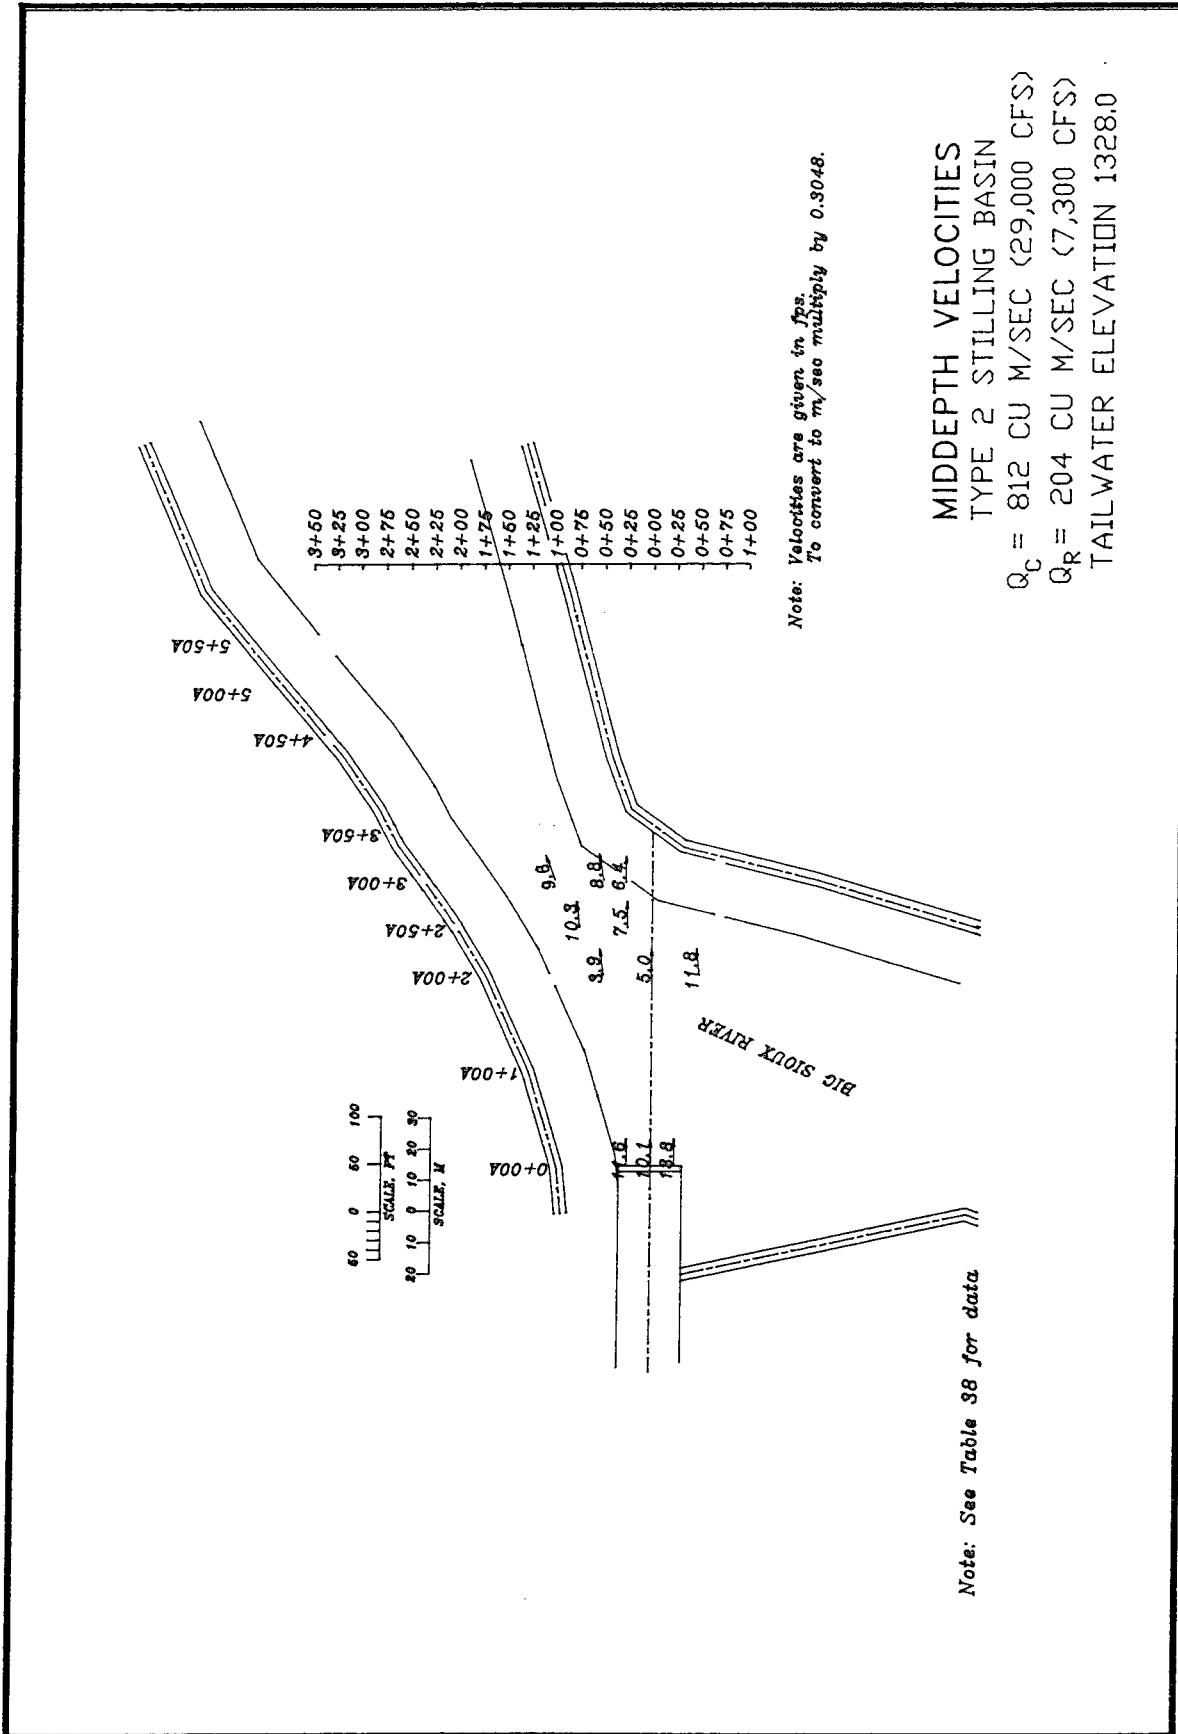 3+50
3+25
3+00
2+75
2+50
2+25
2+00
1+75
1+50
1+25
1+00
0+75
0+50
0+25
0+00
0+25
0+50
0+75
1+00
5+50A
5+00A
4+50A
3+50A
3+00A
2+50A
2+00A
1+00A
0+00A
50 0 50 100
SCALE, FT
20 10 0 10 20 30
SCALE, M
10.3
8.8
6.4
7.5
3.9
5.0
11.8
10.1
13.8
BIG SIOUX RIVER
Note: Velocities are given in fps.
To convert to m/sec multiply by 0.3048.
MIDDEPTH VELOCITIES
TYPE 2 STILLING BASIN
QC = 812 CU M/SEC (29,000 CFS)
QR = 204 CU M/SEC (7,300 CFS)
TAILWATER ELEVATION 1328.0
Note: See Table 38 for data